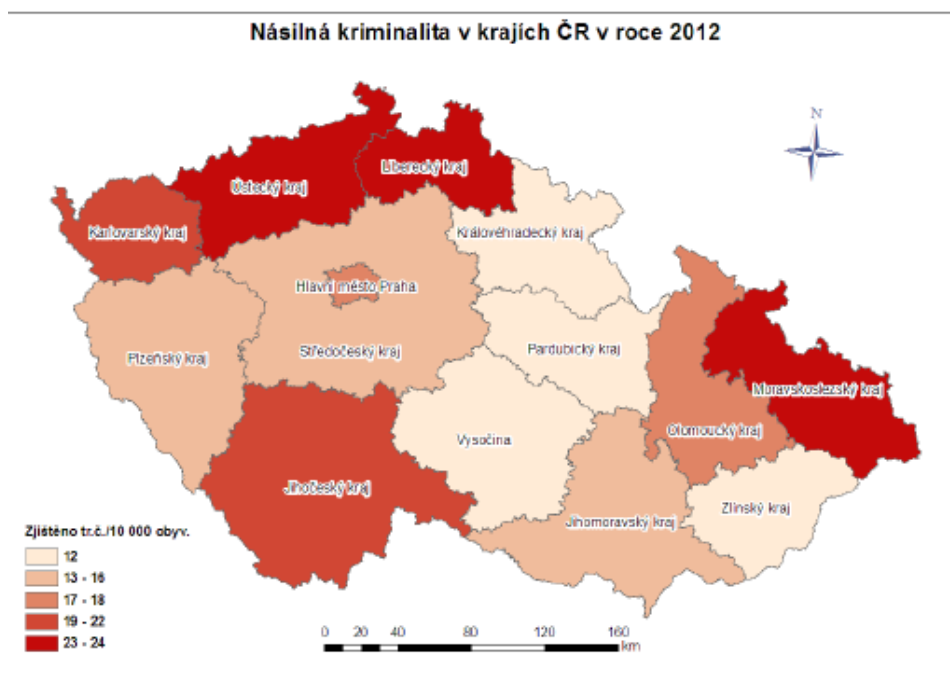 Násilná kriminalita v krajích ČR v roce 2012
N
Liberecký kraj
Ústecký kraj
Karlovarský kraj
Královéhradecký kraj
Hlavní město Praha
Středočeský kraj
Pardubický kraj
Plzeňský kraj
Moravskoslezský kraj
Olomoucký kraj
Vysočina
Jihočeský kraj
Zlínský kraj
Jihomoravský kraj
Zjištěno tr.č./10 000 obyv.
12
13 - 16
17 - 18
19 - 22
23 - 24
0 20 40 80 120 160
km